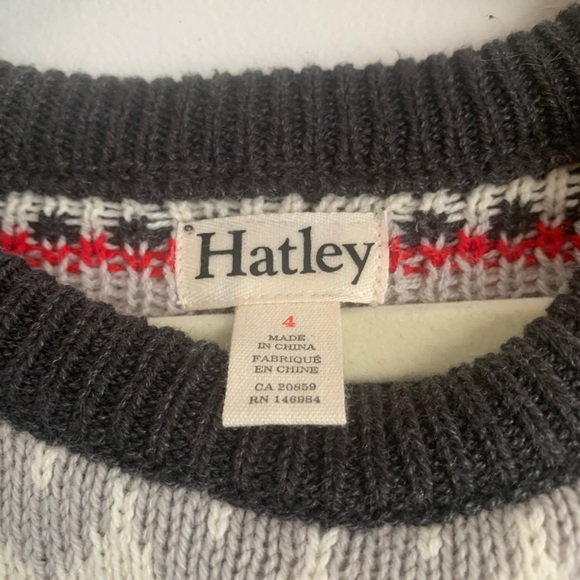 Hatley
4
MADE
IN CHINA
FABRIQUÉ
EN CHINE
CA 20859
RN 146984